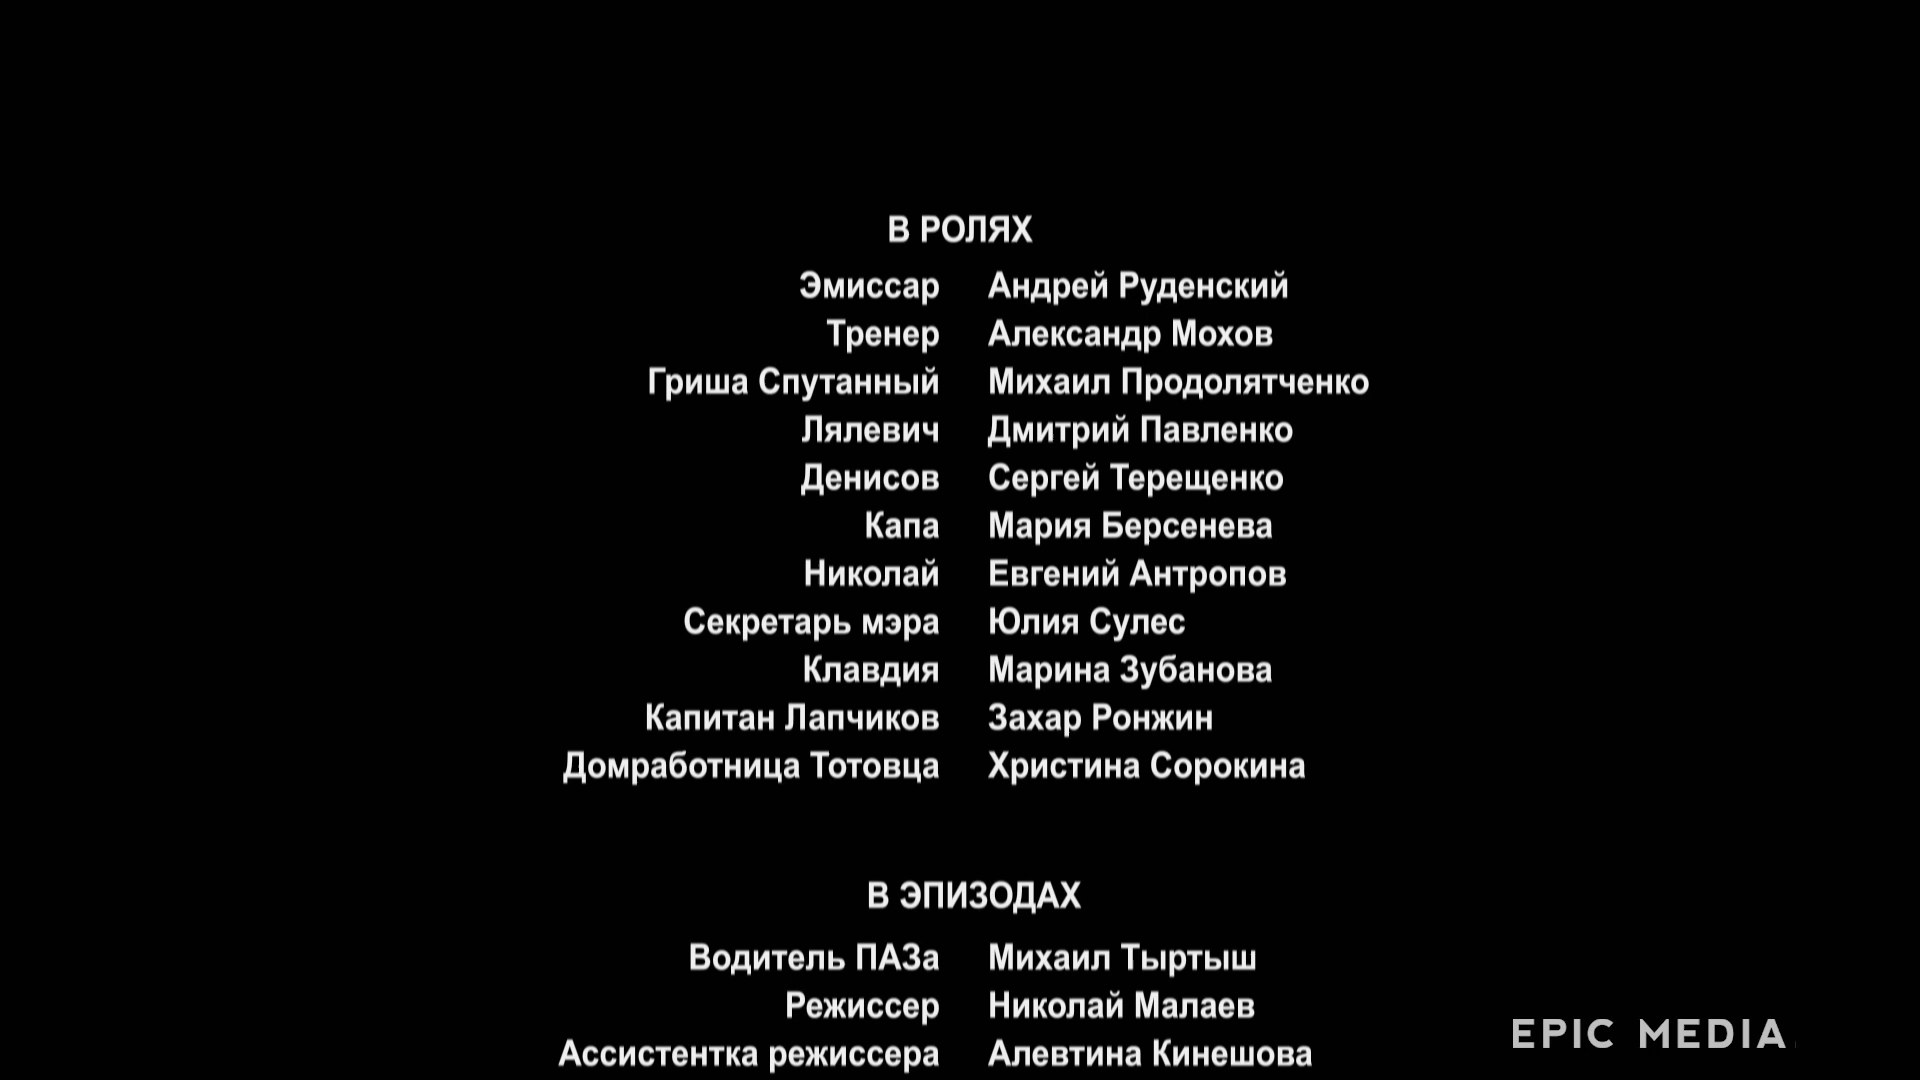 В РОЛЯХ
Эмиссар Андрей Руденский
Тренер Александр Мохов
Гриша Спутанный Михаил Продолятченко
Лялевич Дмитрий Павленко
Денисов Сергей Терещенко
Капа Мария Берсенева
Николай Евгений Антропов
Секретарь мэра Юлия Сулес
Клавдия Марина Зубанова
Капитан Лапчиков Захар Ронжин
Домработница Тотовца Христина Сорокина
В ЭПИЗОДАХ
Водитель ПАЗа Михаил Тыртыш
Режиссер Николай Малаев
Ассистентка режиссера Алевтина Кинешова
EPIC MEDIA